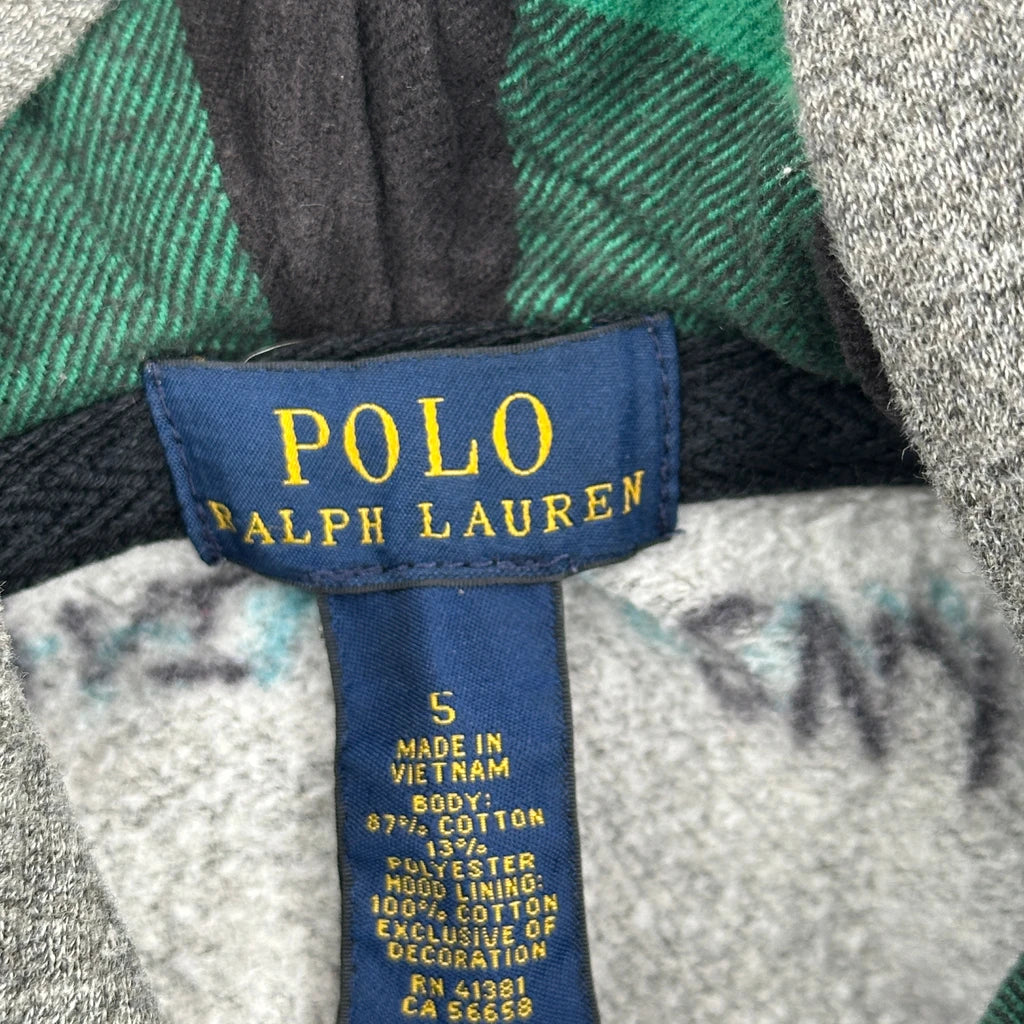 POLO
RALPH LAUREN
5
MADE IN
VIETNAM
BODY:
87% COTTON
13%
POLYESTER
HOOD LINING:
100% COTTON
EXCLUSIVE OF
DECORATION
RN 41381
CA 56658